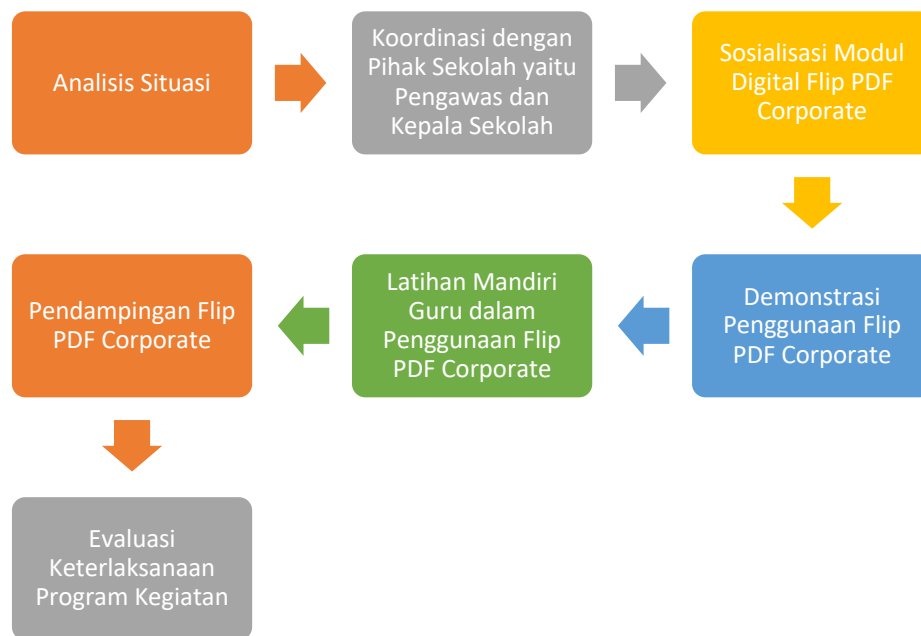 Analisis Situasi
Koordinasi dengan
Pihak Sekolah yaitu
Pengawas dan
Kepala Sekolah
Sosialisasi Modul
Digital Flip PDF
Corporate
Demonstrasi
Penggunaan Flip
PDF Corporate
Latihan Mandiri
Guru dalam
Penggunaan Flip
PDF Corporate
Pendampingan Flip
PDF Corporate
Evaluasi
Keterlaksanaan
Program Kegiatan